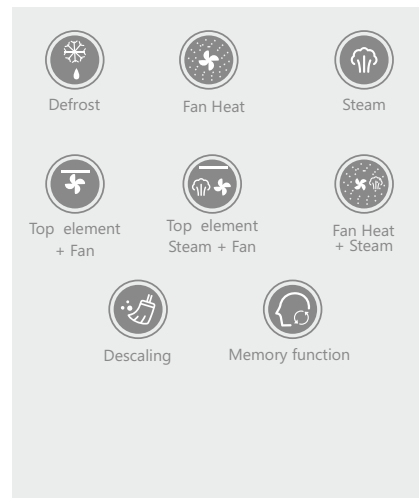 Defrost
Fan Heat
Steam
Top element
+ Fan
Top element
Steam + Fan
Fan Heat
+ Steam
Descaling
Memory function